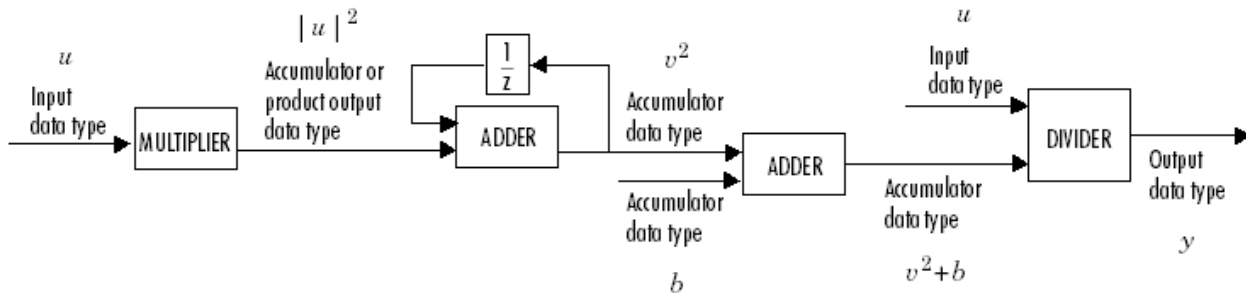 u
Input
data type
MULTIPLIER
|u|²
Accumulator or
product output
data type
1
z
ADDER
v²
Accumulator
data type
Accumulator
data type
b
ADDER
Accumulator
data type
v²+b
u
Input
data type
DIVIDER
Output
data type
y